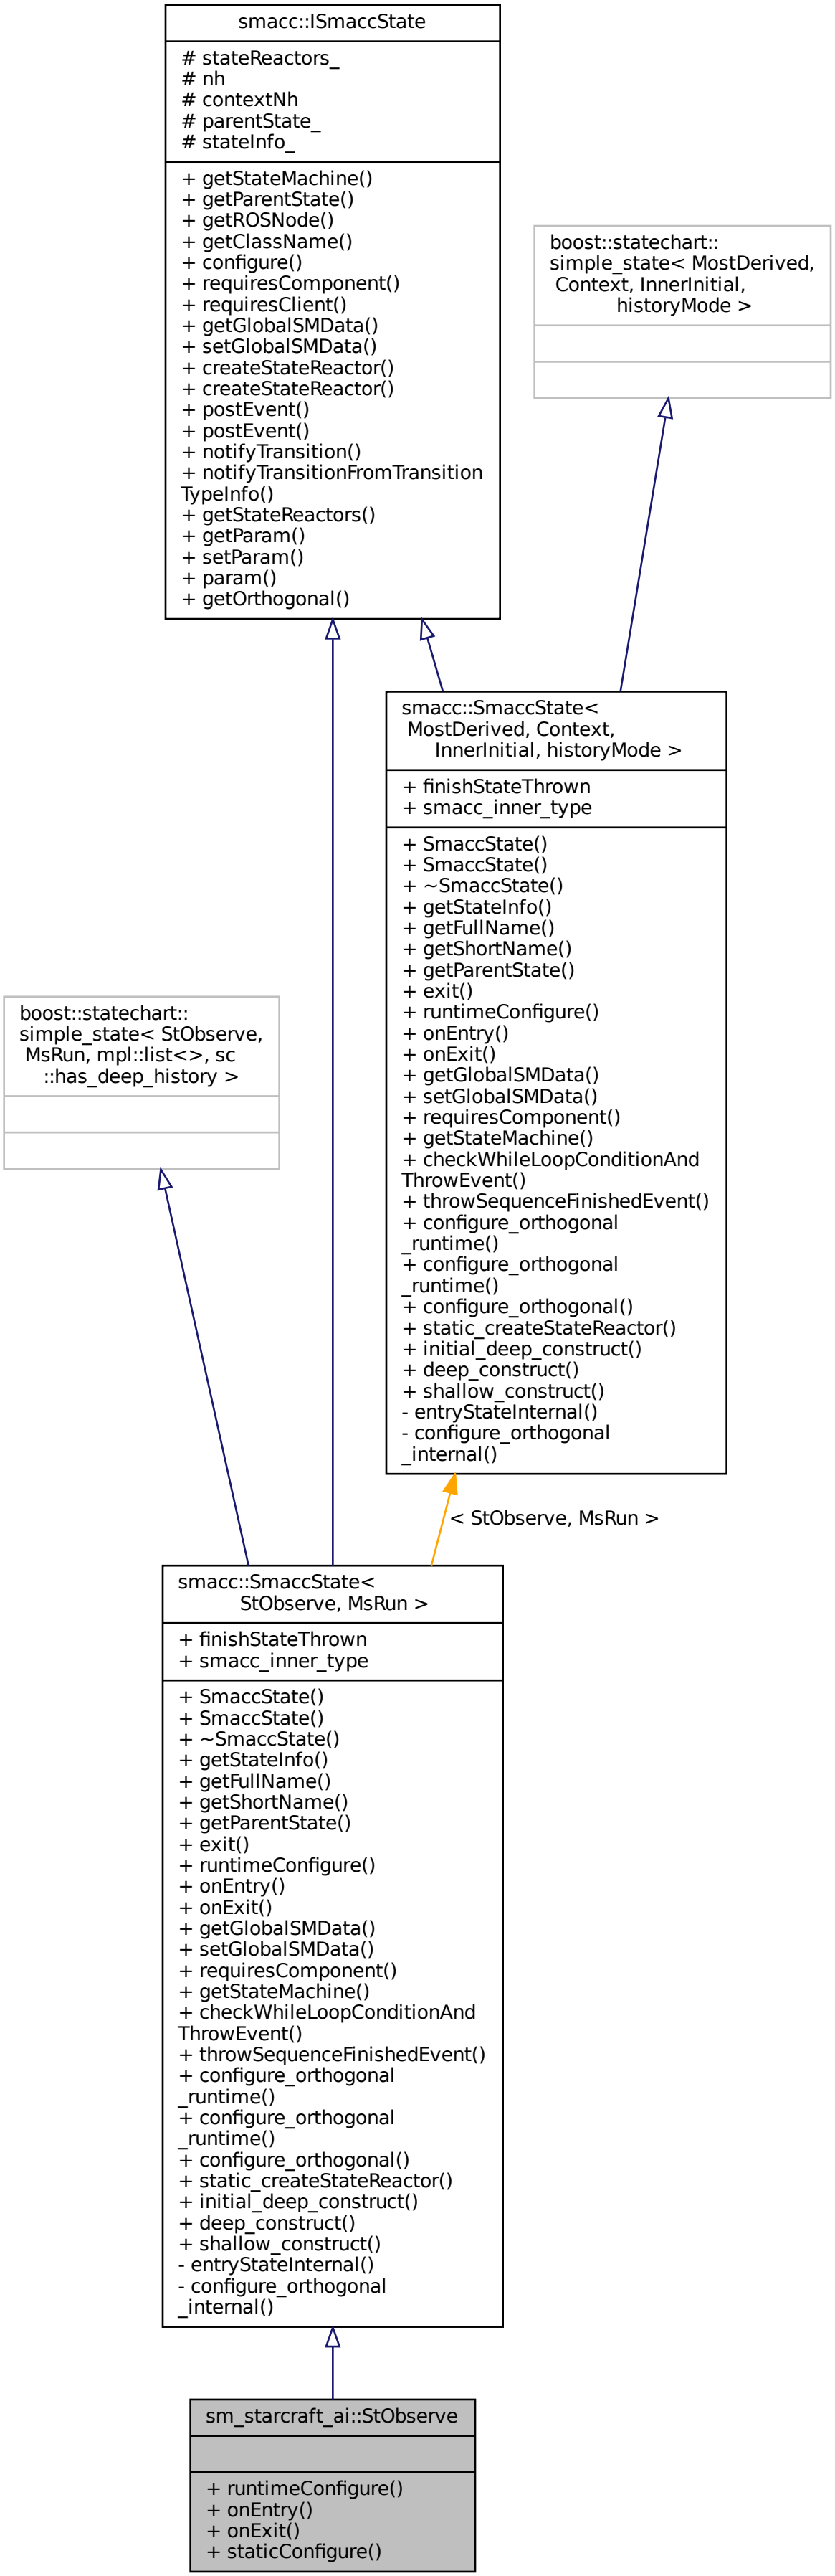 smacc::ISmaccState
# stateReactors_
# nh
# contextNh
# parentState_
# stateInfo_
+ getStateMachine()
+ getParentState()
+ getROSNode()
+ getClassName()
+ configure()
+ requiresComponent()
+ requiresClient()
+ getGlobalSMData()
+ setGlobalSMData()
+ createStateReactor()
+ createStateReactor()
+ postEvent()
+ postEvent()
+ notifyTransition()
+ notifyTransitionFromTransition
TypeInfo()
+ getStateReactors()
+ getParam()
+ setParam()
+ param()
+ getOrthogonal()
boost::statechart::
simple_state< MostDerived,
Context, InnerInitial,
historyMode >
smacc::SmaccState<
MostDerived, Context,
InnerInitial, historyMode >
+ finishStateThrown
+ smacc_inner_type
+ SmaccState()
+ SmaccState()
+ ~SmaccState()
+ getStateInfo()
+ getFullName()
+ getShortName()
+ getParentState()
+ exit()
+ runtimeConfigure()
+ onEntry()
+ onExit()
+ getGlobalSMData()
+ setGlobalSMData()
+ requiresComponent()
+ getStateMachine()
+ checkWhileLoopConditionAnd
ThrowEvent()
+ throwSequenceFinishedEvent()
+ configure_orthogonal
_runtime()
+ configure_orthogonal
_runtime()
+ configure_orthogonal()
+ static_createStateReactor()
+ initial_deep_construct()
+ deep_construct()
+ shallow_construct()
- entryStateInternal()
- configure_orthogonal
_internal()
boost::statechart::
simple_state< StObserve,
MsRun, mpl::list<>, sc
::has_deep_history >
< StObserve, MsRun >
smacc::SmaccState<
StObserve, MsRun >
+ finishStateThrown
+ smacc_inner_type
+ SmaccState()
+ SmaccState()
+ ~SmaccState()
+ getStateInfo()
+ getFullName()
+ getShortName()
+ getParentState()
+ exit()
+ runtimeConfigure()
+ onEntry()
+ onExit()
+ getGlobalSMData()
+ setGlobalSMData()
+ requiresComponent()
+ getStateMachine()
+ checkWhileLoopConditionAnd
ThrowEvent()
+ throwSequenceFinishedEvent()
+ configure_orthogonal
_runtime()
+ configure_orthogonal
_runtime()
+ configure_orthogonal()
+ static_createStateReactor()
+ initial_deep_construct()
+ deep_construct()
+ shallow_construct()
- entryStateInternal()
- configure_orthogonal
_internal()
sm_starcraft_ai::StObserve
+ runtimeConfigure()
+ onEntry()
+ onExit()
+ staticConfigure()